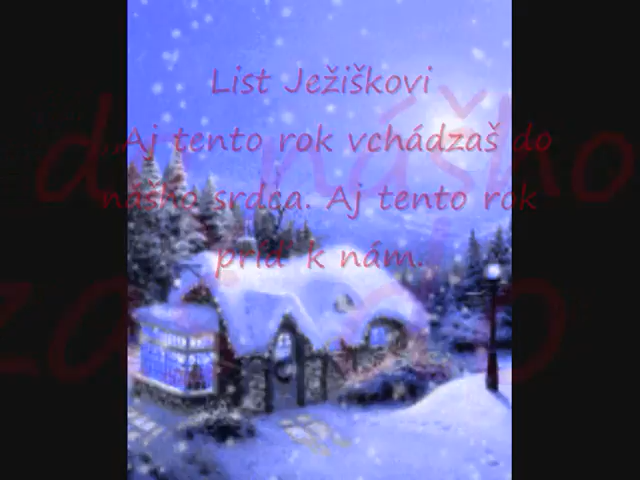 List Ježiškovi
Aj tento rok vchádzaš do
nášho srdca. Aj tento rok
príď k nám.